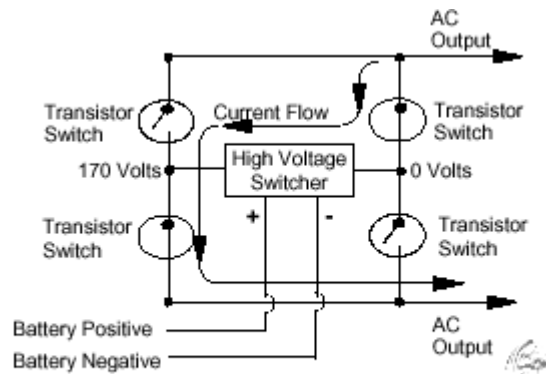 AC
Output
Transistor
Switch
Current Flow
Transistor
Switch
170 Volts
High Voltage
Switcher
0 Volts
+
-
Transistor
Switch
Transistor
Switch
Battery Positive
Battery Negative
AC
Output